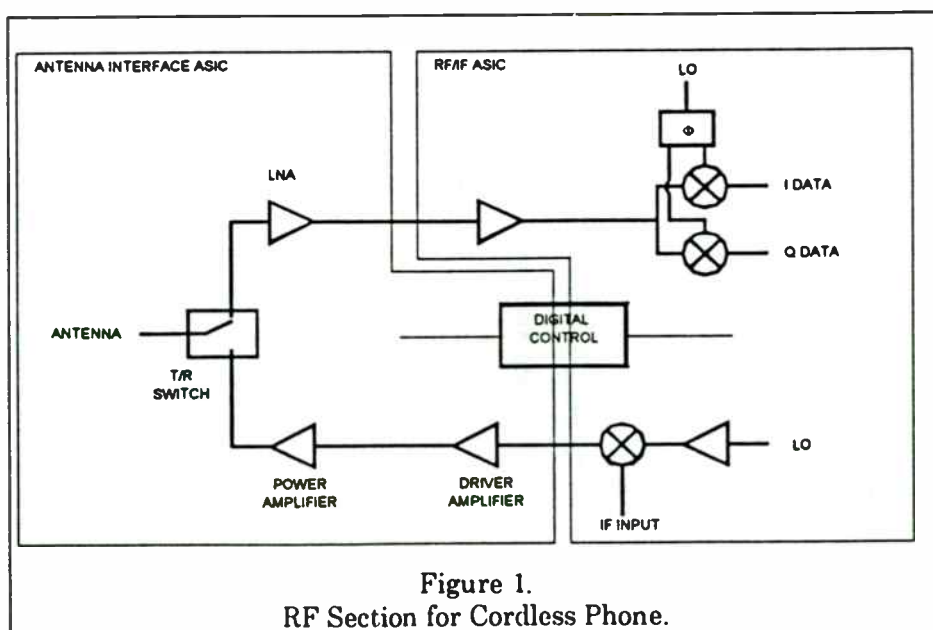 ANTENNA INTERFACE ASIC
RF/IF ASIC
LO
Φ
LNA
I DATA
Q DATA
ANTENNA
T/R
SWITCH
DIGITAL
CONTROL
POWER
AMPLIFIER
DRIVER
AMPLIFIER
LO
IF INPUT
Figure 1.
RF Section for Cordless Phone.